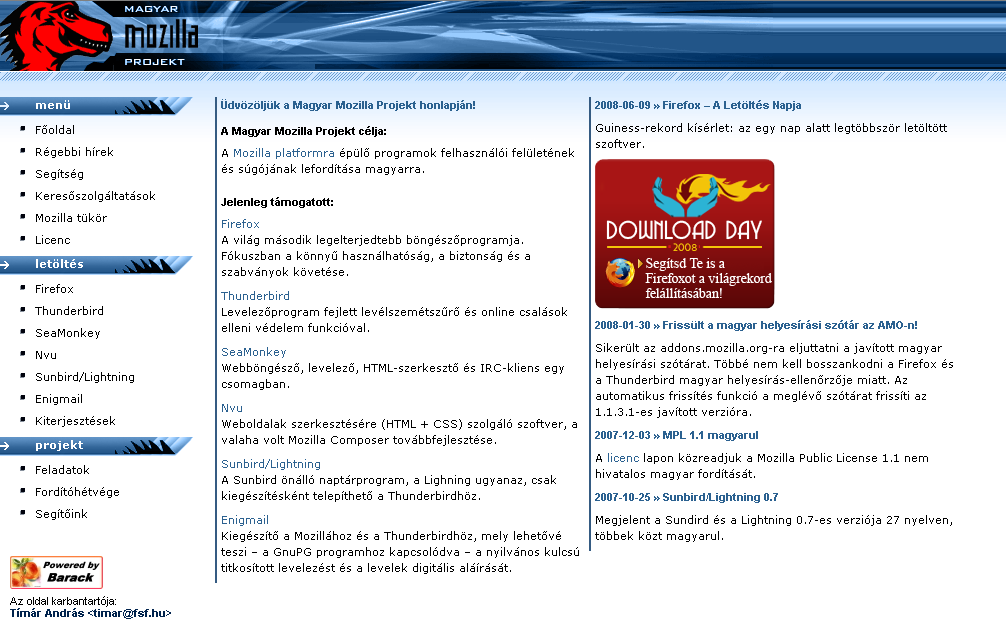 MAGYAR
mozilla
PROJEKT
menü
Főoldal
Régebbi hírek
Segítség
Keresőszolgáltatások
Mozilla tükör
Licenc
letöltés
Firefox
Thunderbird
SeaMonkey
Nvu
Sunbird/Lightning
Enigmail
Kiterjesztések
projekt
Feladatok
Fordítóhétvége
Segítőink
Powered by
Barack
Az oldal karbantartója:
Tímár András <timar@fsf.hu>
Üdvözöljük a Magyar Mozilla Projekt honlapján!
A Magyar Mozilla Projekt célja:
A Mozilla platformra épülő programok felhasználói felületének
és súgójának lefordítása magyarra.
Jelenleg támogatott:
Firefox
A világ második legelterjedtebb böngészőprogramja.
Fókuszban a könnyű használhatóság, a biztonság és a
szabványok követése.
Thunderbird
Levelezőprogram fejlett levélszemétszűrő és online csalások
elleni védelem funkcióval.
SeaMonkey
Webböngésző, levelező, HTML-szerkesztő és IRC-kliens egy
csomagban.
Nvu
Weboldalak szerkesztésére (HTML + CSS) szolgáló szoftver, a
valaha volt Mozilla Composer továbbfejlesztése.
Sunbird/Lightning
A Sunbird önálló naptárprogram, a Lighning ugyanaz, csak
kiegészítésként telepíthető a Thunderbirdhöz.
Enigmail
Kiegészítő a Mozillához és a Thunderbirdhöz, mely lehetővé
teszi – a GnuPG programhoz kapcsolódva – a nyilvános kulcsú
titkosított levelezést és a levelek digitális aláírását.
2008-06-09 » Firefox – A Letöltés Napja
Guiness-rekord kísérlet: az egy nap alatt legtöbbször letöltött
szoftver.
DOWNLOAD DAY
2008
Segítsd Te is a
Firefoxot a világrekord
felállításában!
2008-01-30 » Frissült a magyar helyesírási szótár az AMO-n!
Sikerült az addons.mozilla.org-ra eljuttatni a javított magyar
helyesírási szótárat. Többé nem kell bosszankodni a Firefox és
a Thunderbird magyar helyesírás-ellenőrzője miatt. Az
automatikus frissítés funkció a meglévő szótárat frissíti az
1.1.3.1-es javított verzióra.
2007-12-03 » MPL 1.1 magyarul
A licenc lapon közreadjuk a Mozilla Public License 1.1 nem
hivatalos magyar fordítását.
2007-10-25 » Sunbird/Lightning 0.7
Megjelent a Sundird és a Lightning 0.7-es verziója 27 nyelven,
többek közt magyarul.